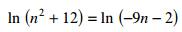 ln (n² + 12) = ln (–9n – 2)